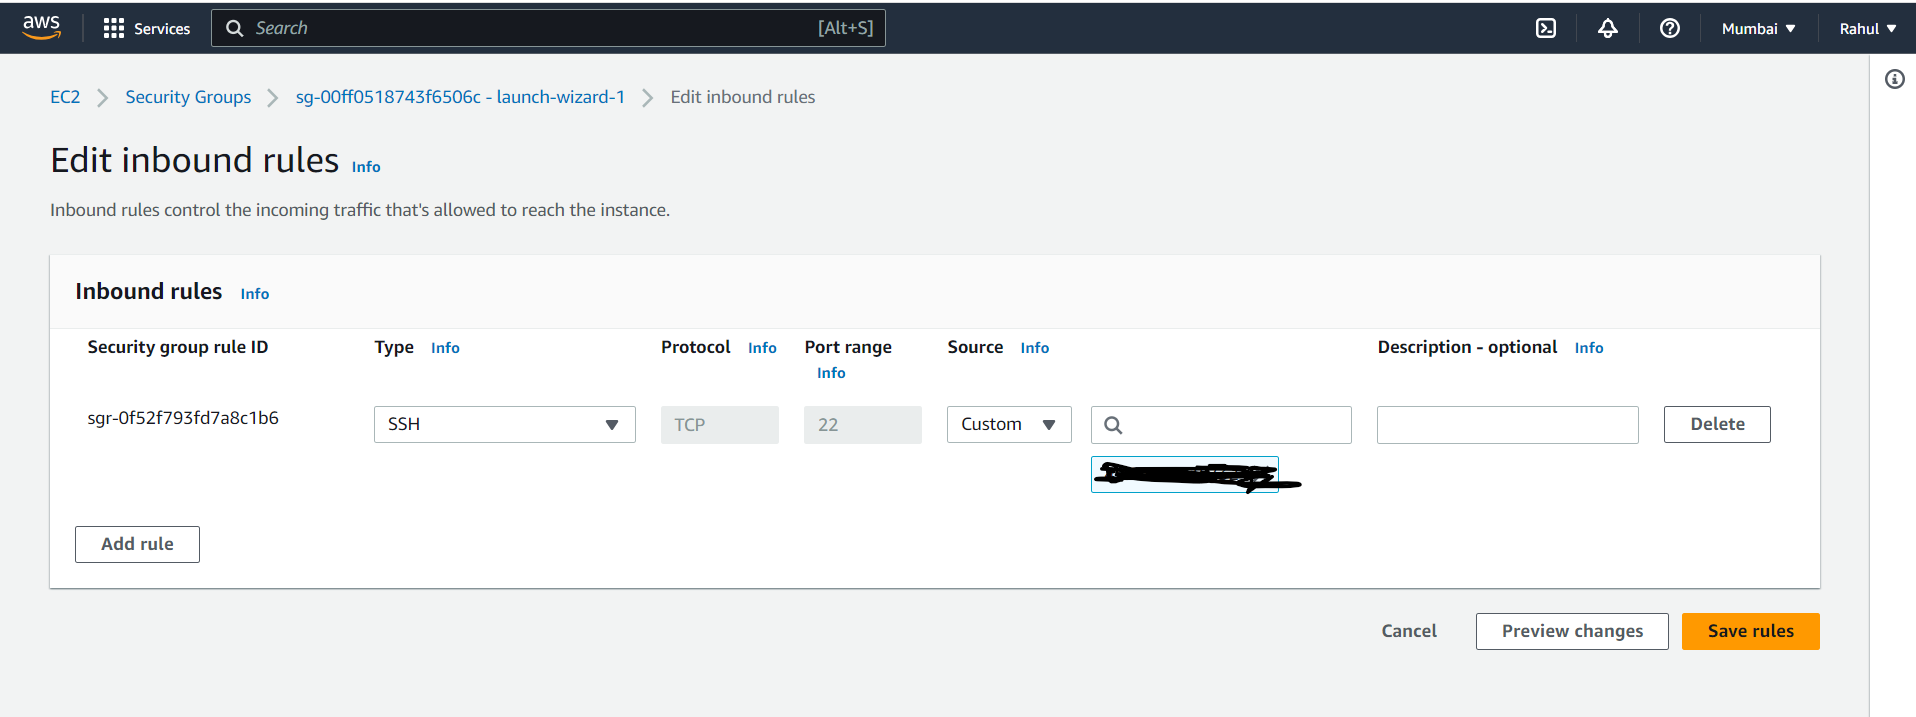 aws Services Search [Alt+S] Mumbai Rahul
EC2 Security Groups sg-00ff0518743f6506c - launch-wizard-1 Edit inbound rules
Edit inbound rules Info
Inbound rules control the incoming traffic that's allowed to reach the instance.
Inbound rules Info
Security group rule ID Type Info Protocol Info Port range Info Source Info Description - optional Info
sgr-0f52f793fd7a8c1b6 SSH TCP 22 Custom Delete
Add rule
Cancel Preview changes Save rules